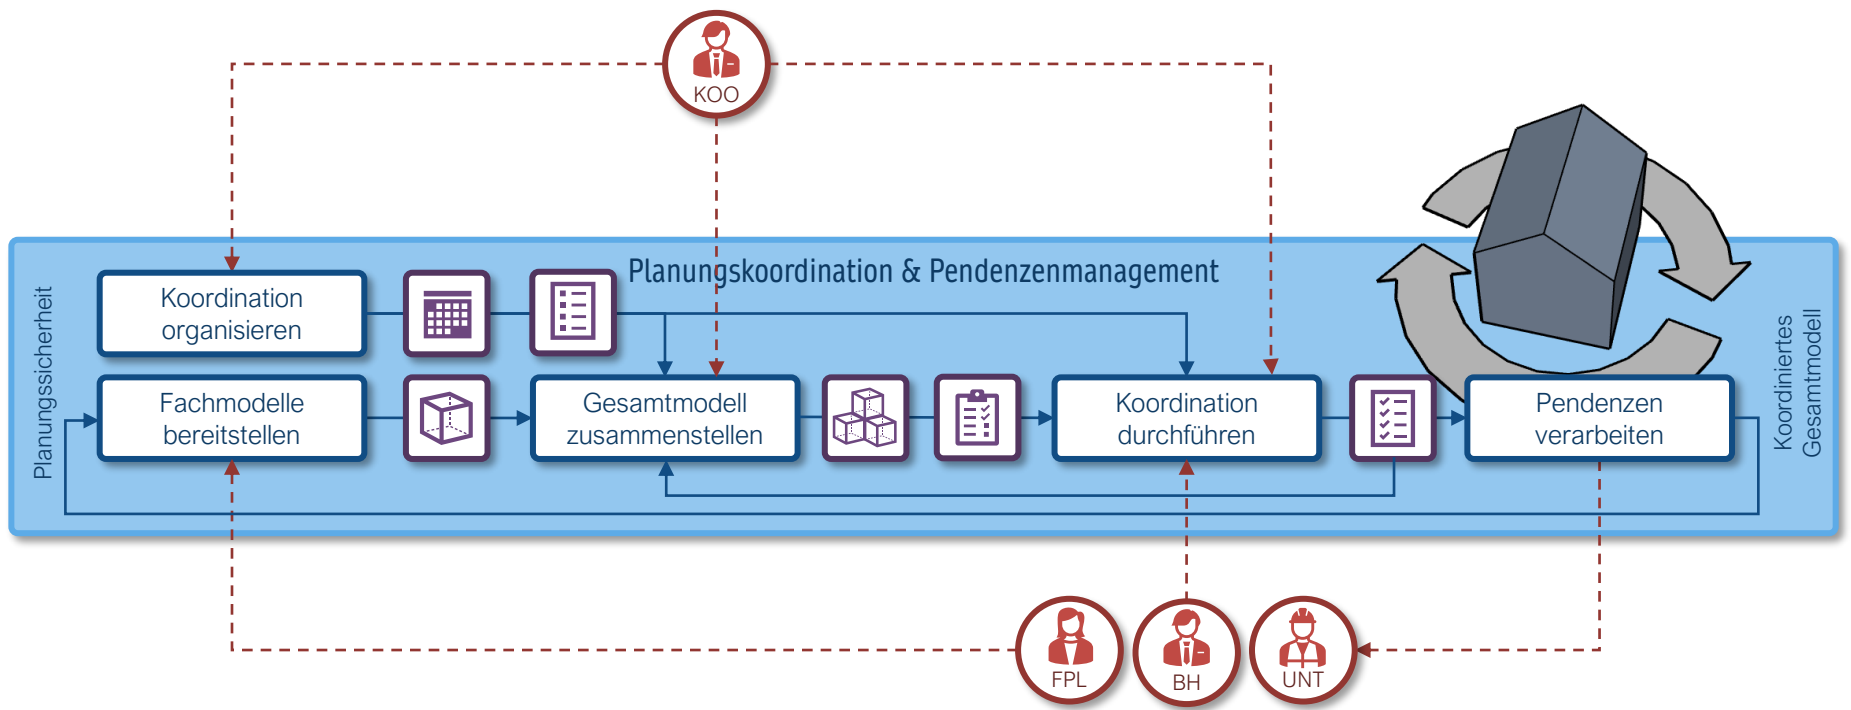 KOO
Planungskoordination & Pendenzenmanagement
Planungssicherheit
Koordination
organisieren
Fachmodelle
bereitstellen
Gesamtmodell
zusammenstellen
Koordination
durchführen
Pendenzen
verarbeiten
Koordiniertes
Gesamtmodell
FPL
BH
UNT